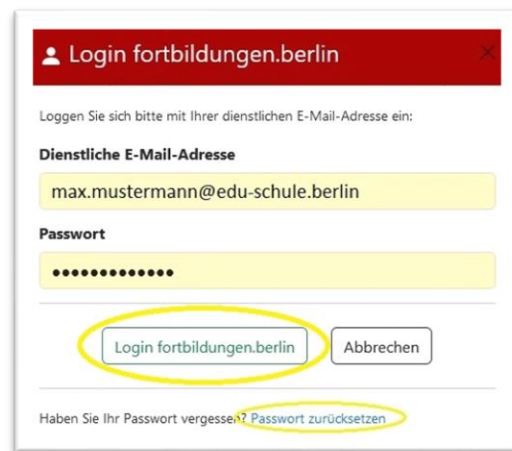 Login fortbildungen.berlin
Loggen Sie sich bitte mit Ihrer dienstlichen E-Mail-Adresse ein:
Dienstliche E-Mail-Adresse
max.mustermann@edu-schule.berlin
Passwort
•••••••••••••
Login fortbildungen.berlin Abbrechen
Haben Sie Ihr Passwort vergessen? Passwort zurücksetzen